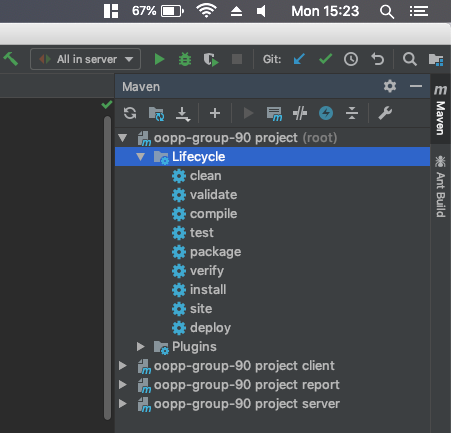 67% Mon 15:23
All in server Git:
Maven
oopp-group-90 project (root)
Lifecycle
clean
validate
compile
test
package
verify
install
site
deploy
Plugins
oopp-group-90 project client
oopp-group-90 project report
oopp-group-90 project server
m Maven
Ant Build